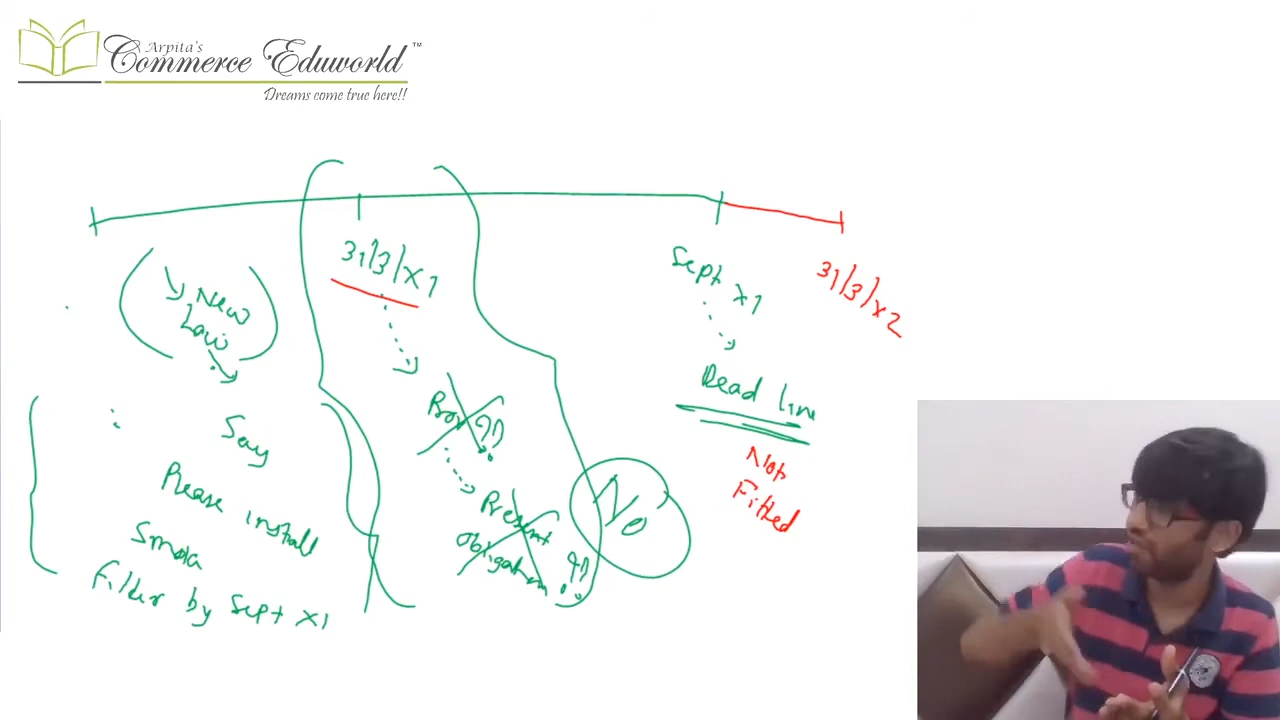 Arpita's
Commerce Eduworld™
Dreams come true here!!
31/3/x1
Sept x1
31/3/x2
New
Law
Dead line
Say
Please install
Smoke
Filter by Sept x1
Prov ??
Present
obligation ??
No
Not
Fitted